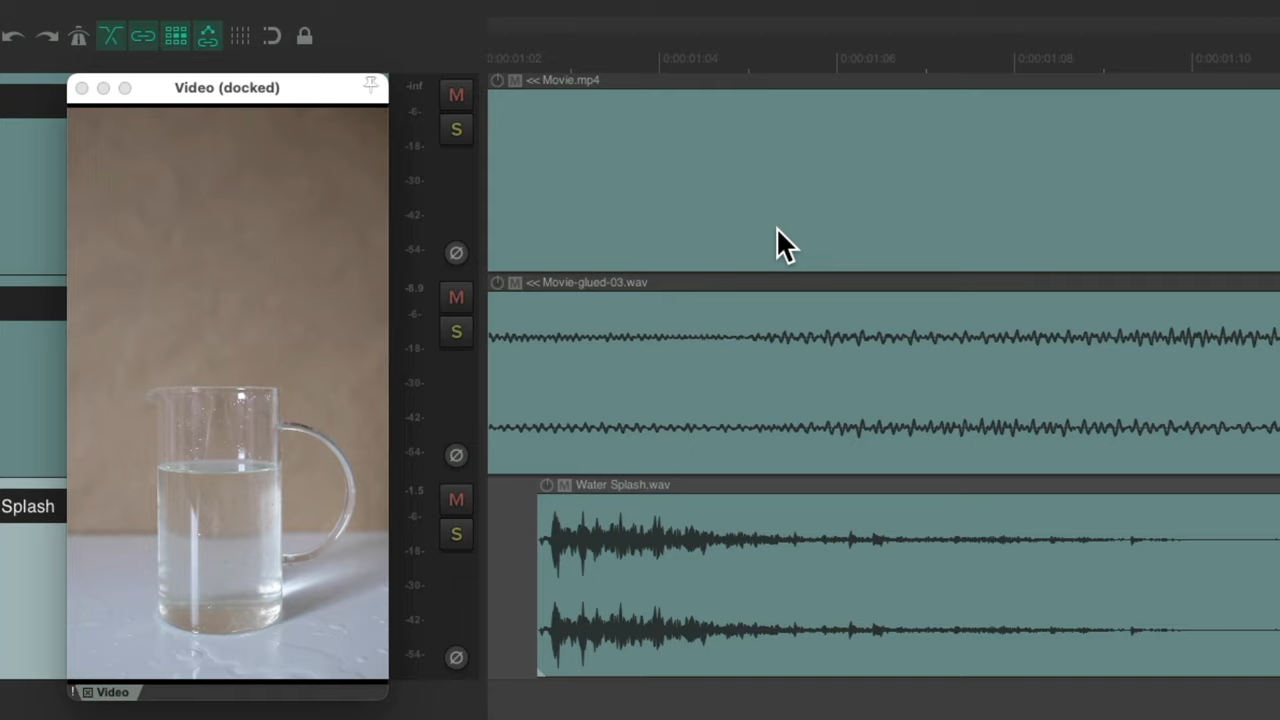 0:00:01:02 0:00:01:04 0:00:01:06 0:00:01:08 0:00:01:10
Video (docked)
M << Movie.mp4
-inf
-6-
-18-
-30-
-42-
-54-
M
S
Ø
M << Movie-glued-03.wav
-8.9
-6-
-18-
-30-
-42-
-54-
M
S
Ø
Splash
M Water Splash.wav
-1.5
-6-
-18-
-30-
-42-
-54-
M
S
Ø
! Video